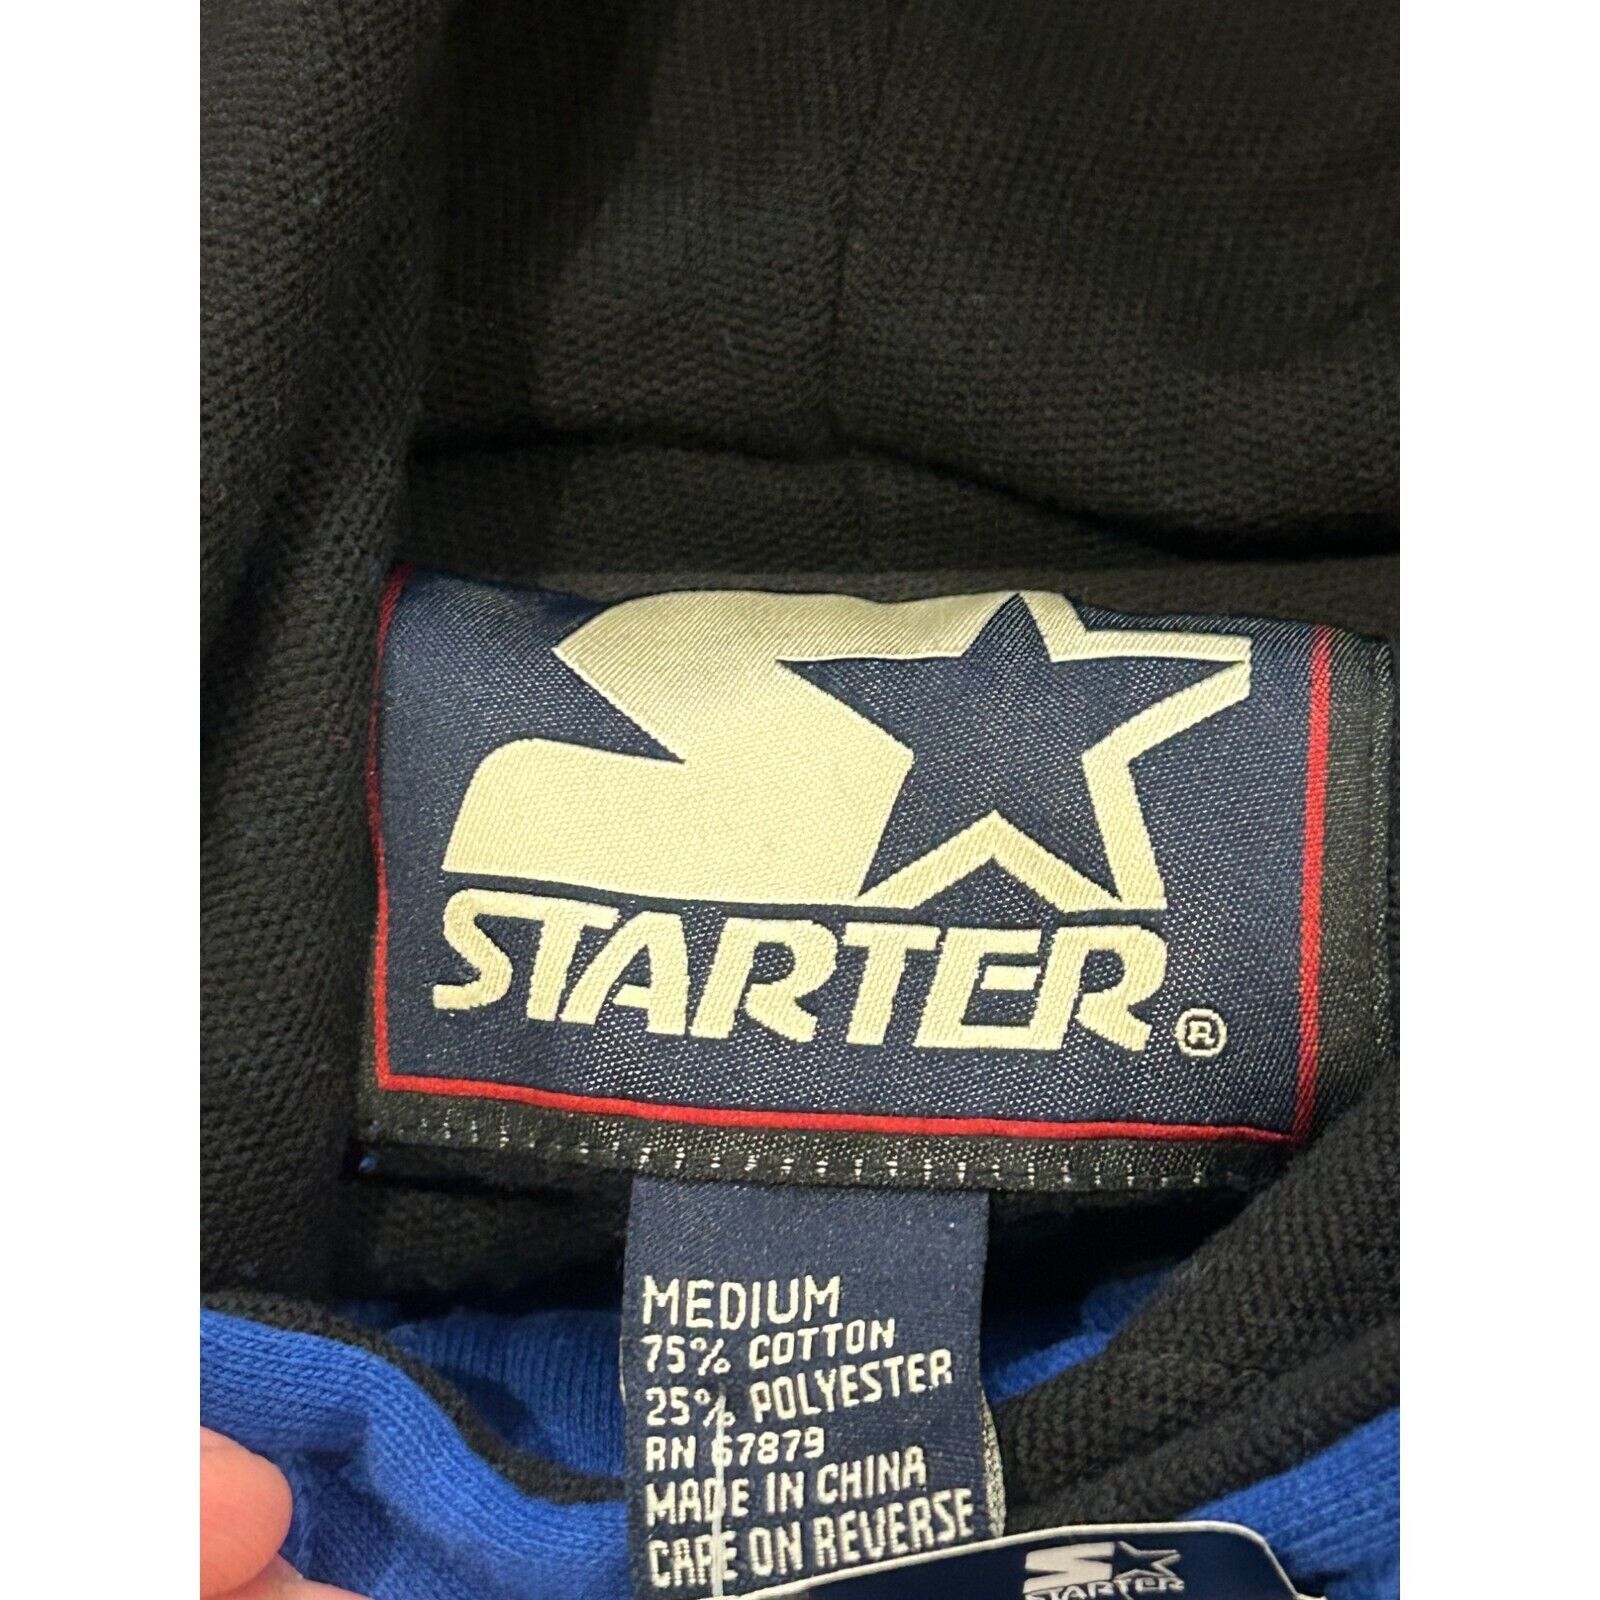 STARTER®
MEDIUM
75% COTTON
25% POLYESTER
RN 67879
MADE IN CHINA
CARE ON REVERSE
STARTER